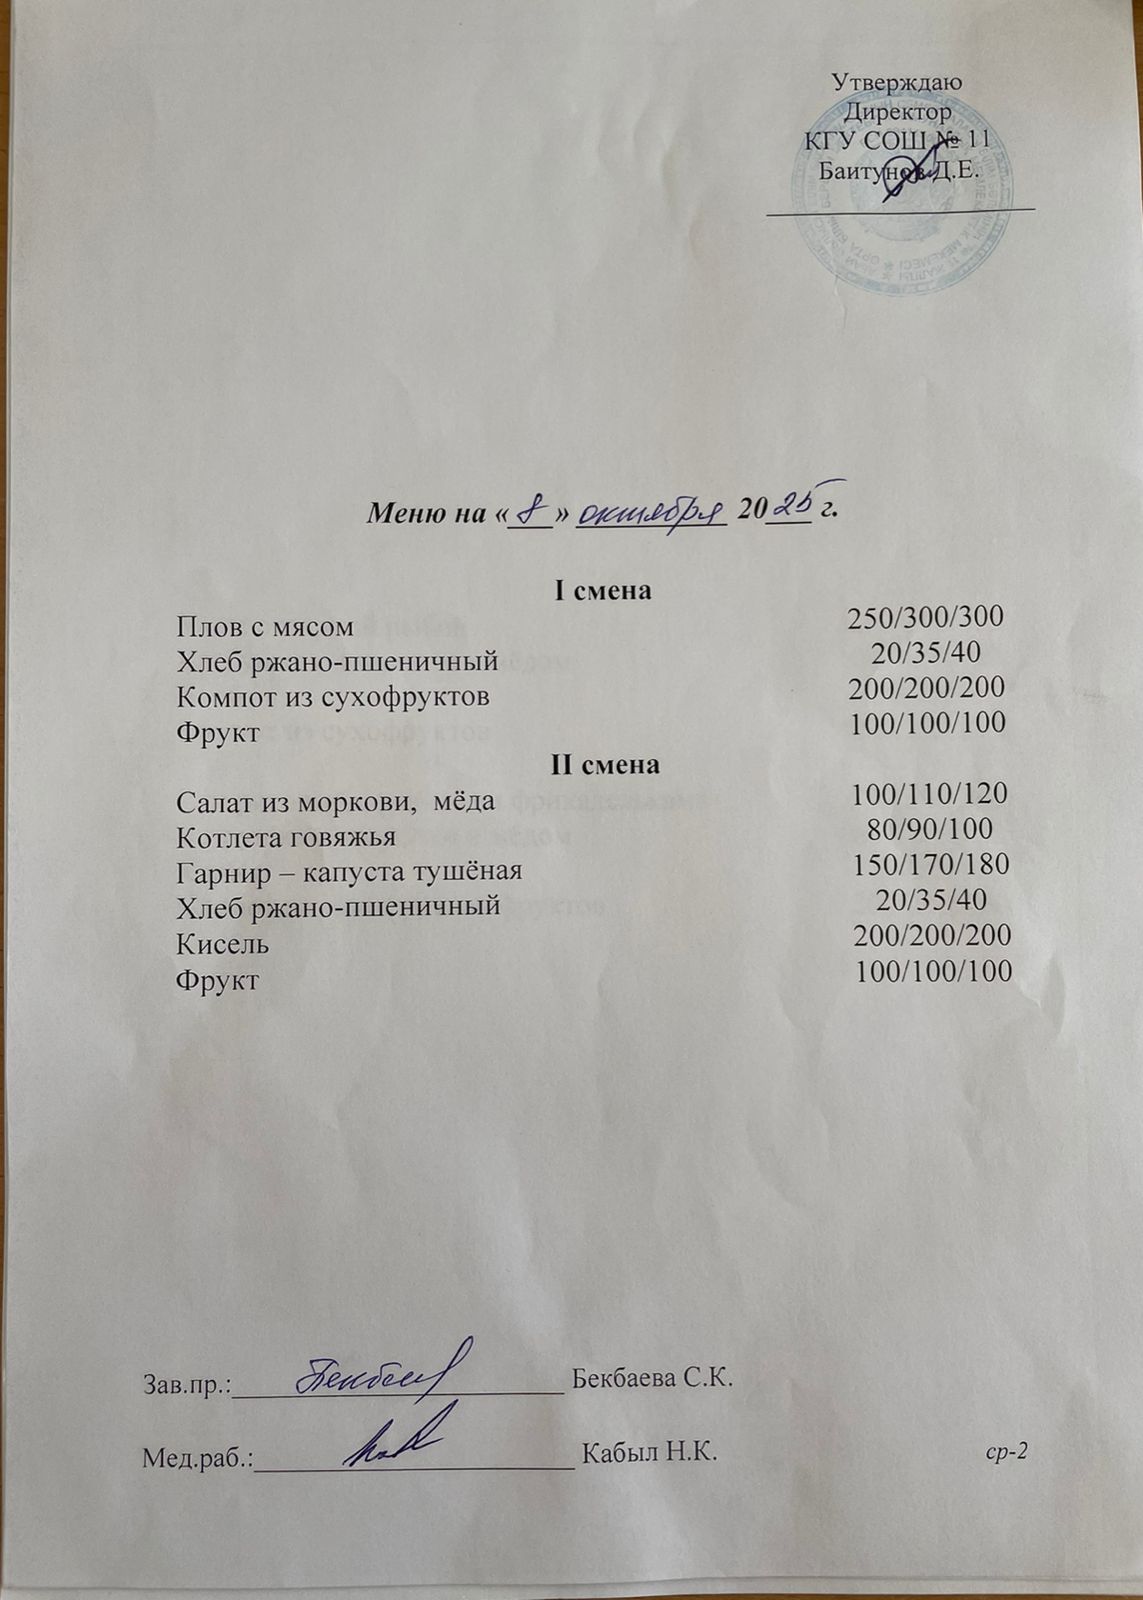 Утверждаю
Директор
КГУ СОШ № 11
Баитунов Д.Е.
Меню на « 8 » октября 2025 г.
I смена
Плов с мясом 250/300/300
Хлеб ржано-пшеничный 20/35/40
Компот из сухофруктов 200/200/200
Фрукт 100/100/100
II смена
Салат из моркови, мёда 100/110/120
Котлета говяжья 80/90/100
Гарнир – капуста тушёная 150/170/180
Хлеб ржано-пшеничный 20/35/40
Кисель 200/200/200
Фрукт 100/100/100
Зав.пр.: Бекбаева С.К.
Мед.раб.: Кабыл Н.К. ср-2